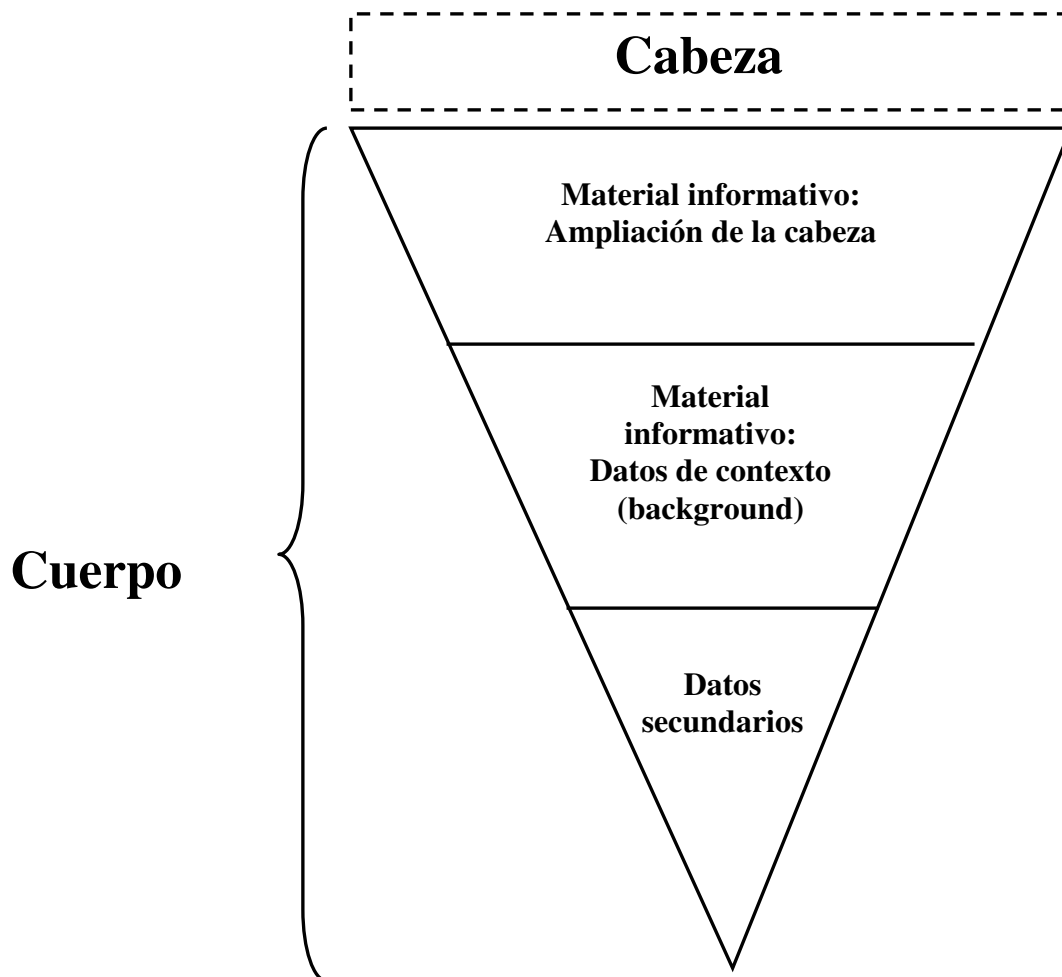 Cabeza
Material informativo:
Ampliación de la cabeza
Material
informativo:
Datos de contexto
(background)
Cuerpo
Datos
secundarios